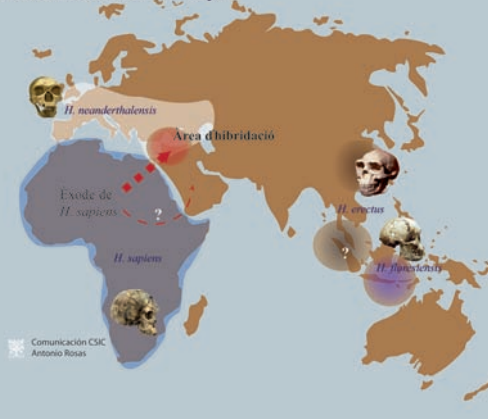 H. neanderthalensis
Àrea d'hibridació
Èxode de
H. sapiens
?
H. erectus
?
H. floresiensis
H. sapiens
Comunicación CSIC
Antonio Rosas